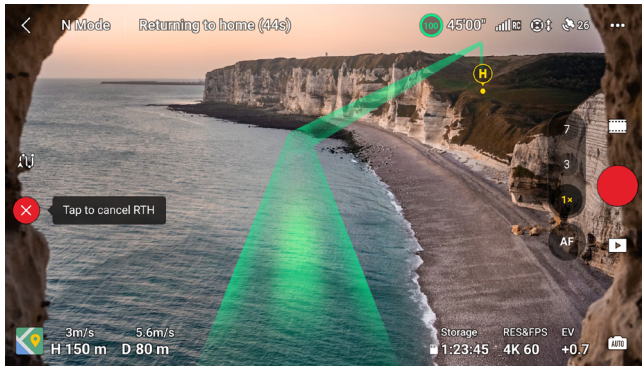 N Mode
Returning to home (44s)
100
45'00"
RC
26
H
7
3
1×
AF
Tap to cancel RTH
3m/s
5.6m/s
H 150 m
D 80 m
Storage
RES&FPS
EV
1:23:45
4K 60
+0.7
AUTO